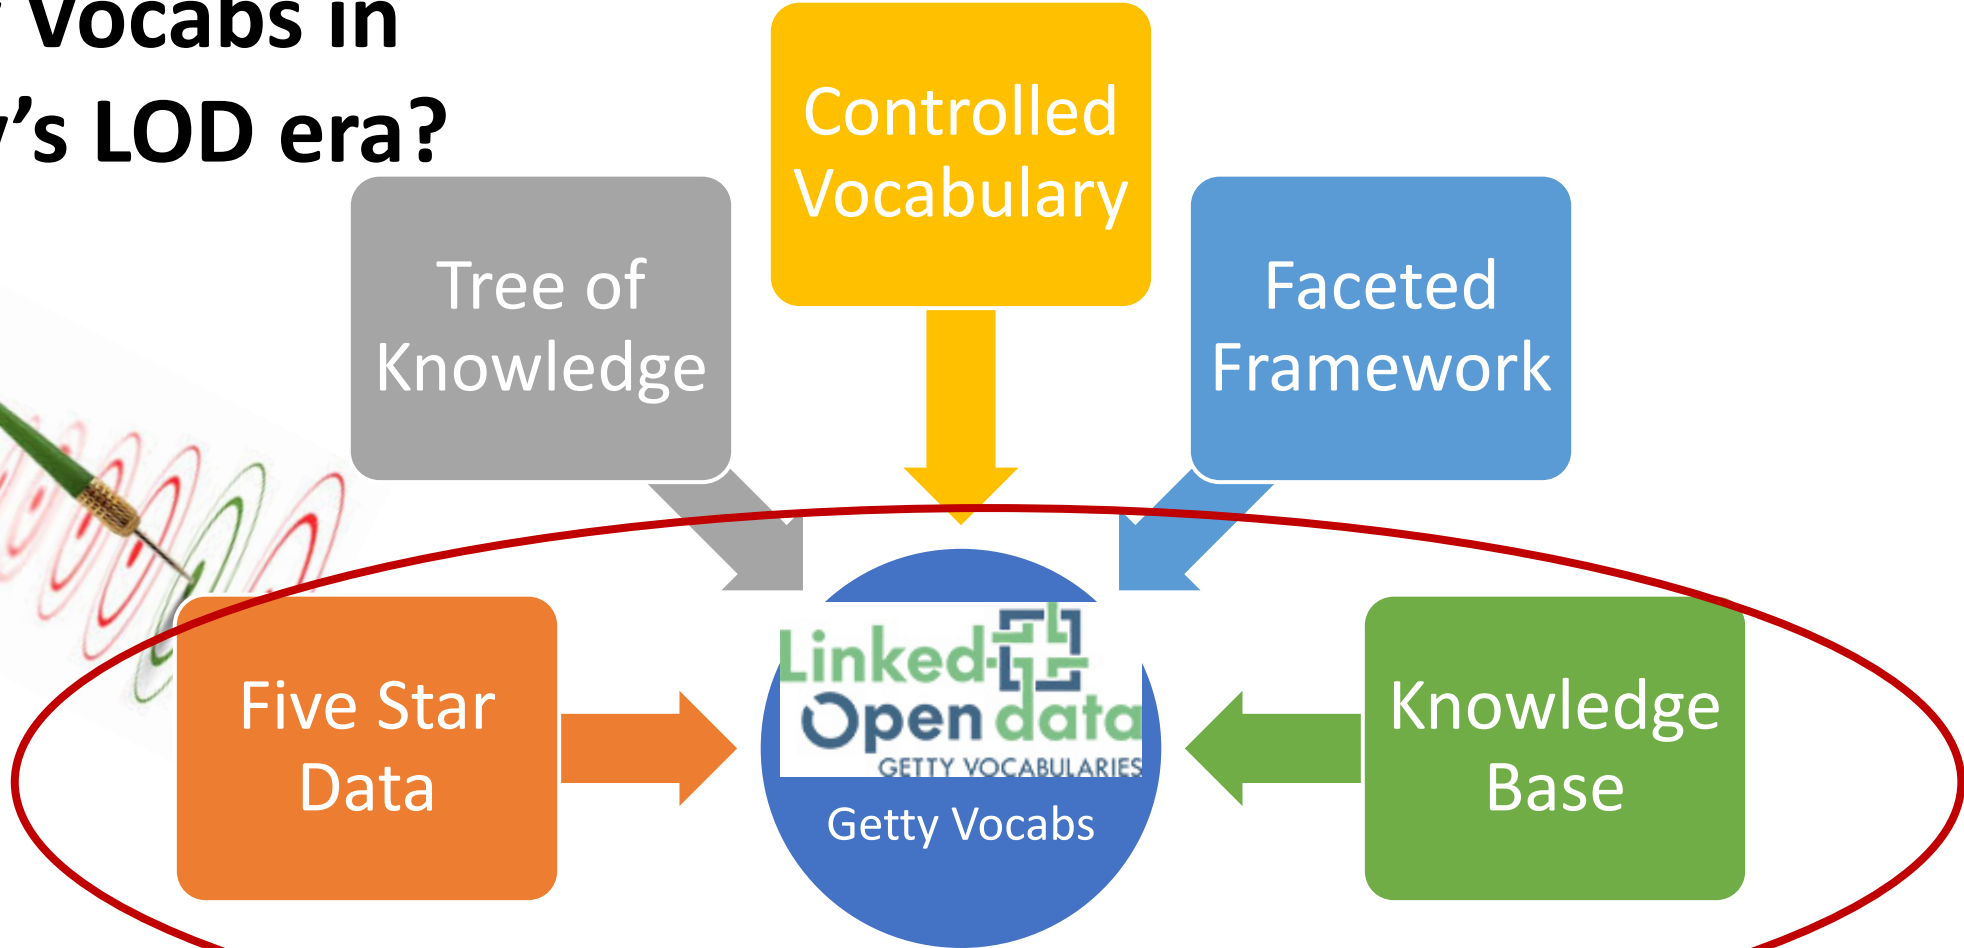 Vocabs in
's LOD era?
Controlled
Vocabulary
Tree of
Knowledge
Faceted
Framework
Five Star
Data
Linked
Open data
GETTY VOCABULARIES
Getty Vocabs
Knowledge
Base